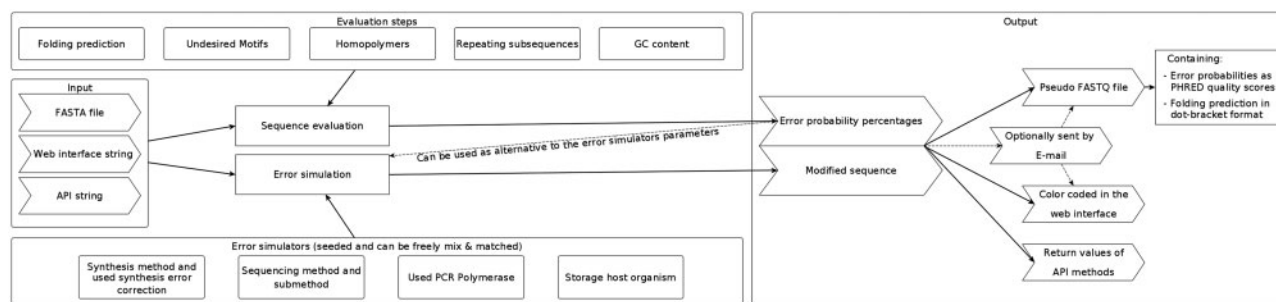 Evaluation steps
Folding prediction
Undesired Motifs
Homopolymers
Repeating subsequences
GC content
Input
FASTA file
Web interface string
API string
Sequence evaluation
Error simulation
Can be used as alternative to the error simulators parameters
Error simulators (seeded and can be freely mix & matched)
Synthesis method and
used synthesis error
correction
Sequencing method and
submethod
Used PCR Polymerase
Storage host organism
Output
Error probability percentages
Modified sequence
Pseudo FASTQ file
Optionally sent by
E-mail
Color coded in the
web interface
Return values of
API methods
Containing:
- Error probabilities as
PHRED quality scores
- Folding prediction in
dot-bracket format